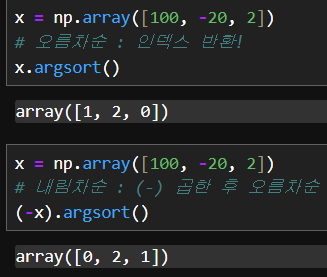 x = np.array([100, -20, 2])
# 오름차순 : 인덱스 반환!
x.argsort()
array([1, 2, 0])
x = np.array([100, -20, 2])
# 내림차순 : (-) 곱한 후 오름차순
(-x).argsort()
array([0, 2, 1])